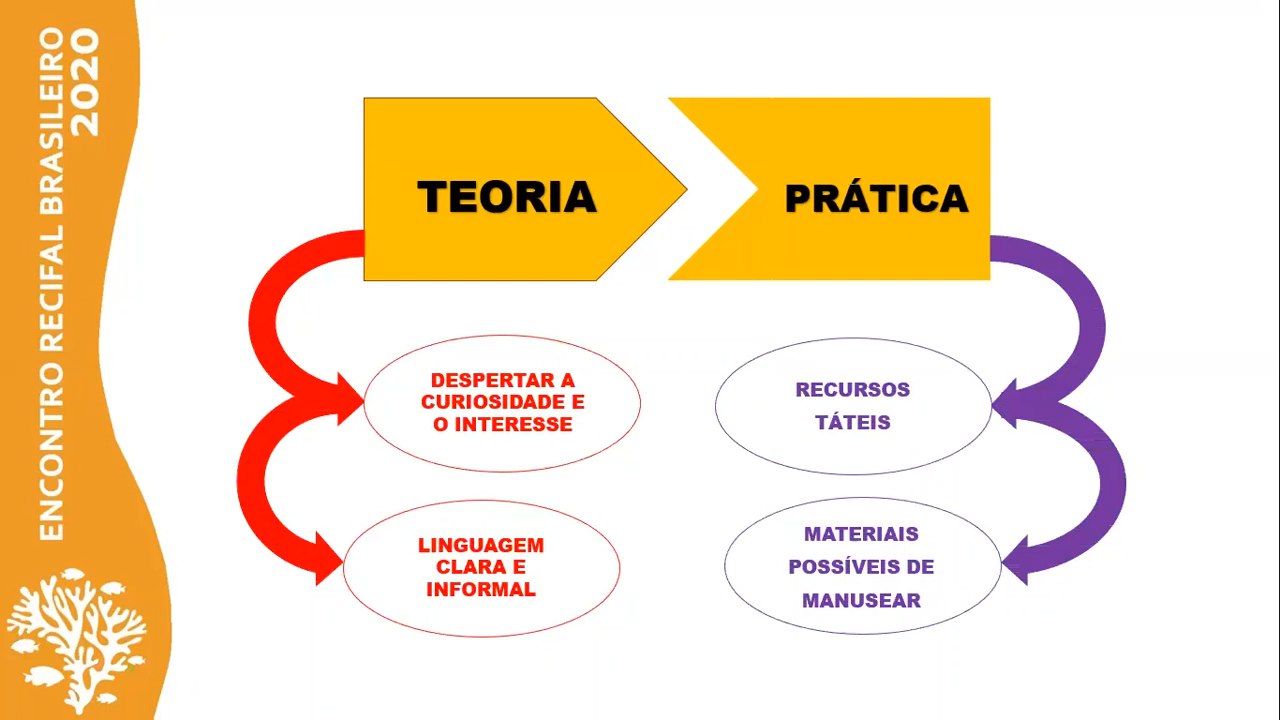 ENCONTRO RECIFAL BRASILEIRO
2020
TEORIA
PRÁTICA
DESPERTAR A
CURIOSIDADE E
O INTERESSE
RECURSOS
TÁTEIS
LINGUAGEM
CLARA E
INFORMAL
MATERIAIS
POSSÍVEIS DE
MANUSEAR